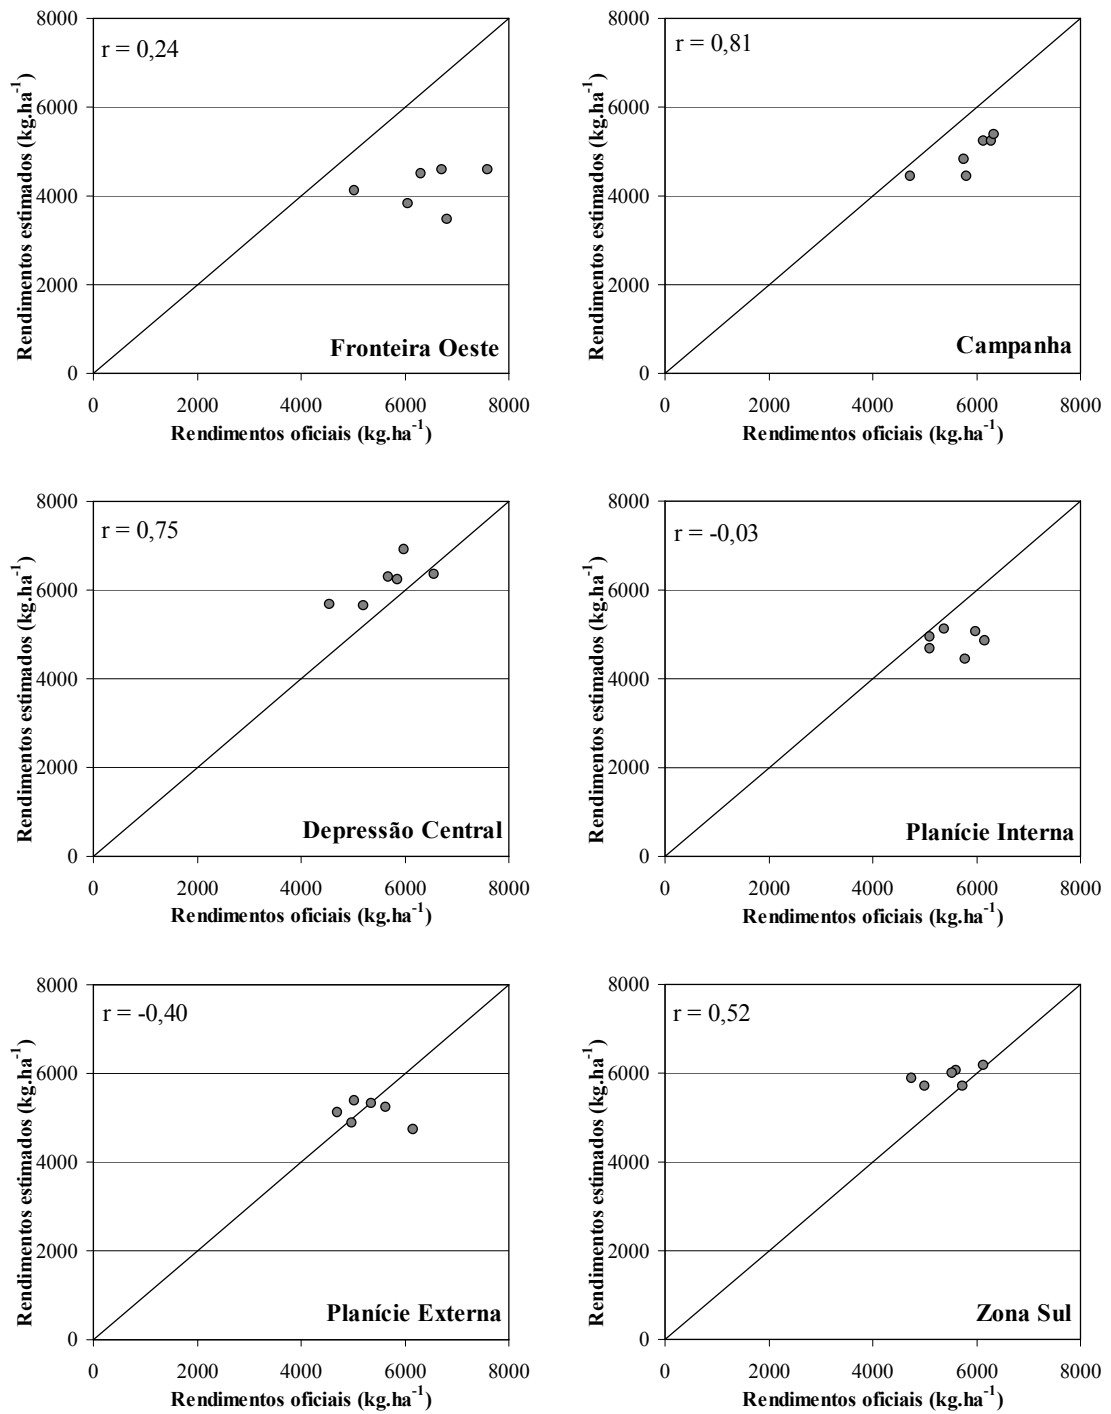 8000
r = 0,24
6000
4000
2000
0
Rendimentos estimados (kg.ha-1)
Fronteira Oeste
0 2000 4000 6000 8000
Rendimentos oficiais (kg.ha-1)
8000
r = 0,81
6000
4000
2000
0
Rendimentos estimados (kg.ha-1)
Campanha
0 2000 4000 6000 8000
Rendimentos oficiais (kg.ha-1)
8000
r = 0,75
6000
4000
2000
0
Rendimentos estimados (kg.ha-1)
Depressão Central
0 2000 4000 6000 8000
Rendimentos oficiais (kg.ha-1)
8000
r = -0,03
6000
4000
2000
0
Rendimentos estimados (kg.ha-1)
Planície Interna
0 2000 4000 6000 8000
Rendimentos oficiais (kg.ha-1)
8000
r = -0,40
6000
4000
2000
0
Rendimentos estimados (kg.ha-1)
Planície Externa
0 2000 4000 6000 8000
Rendimentos oficiais (kg.ha-1)
8000
r = 0,52
6000
4000
2000
0
Rendimentos estimados (kg.ha-1)
Zona Sul
0 2000 4000 6000 8000
Rendimentos oficiais (kg.ha-1)